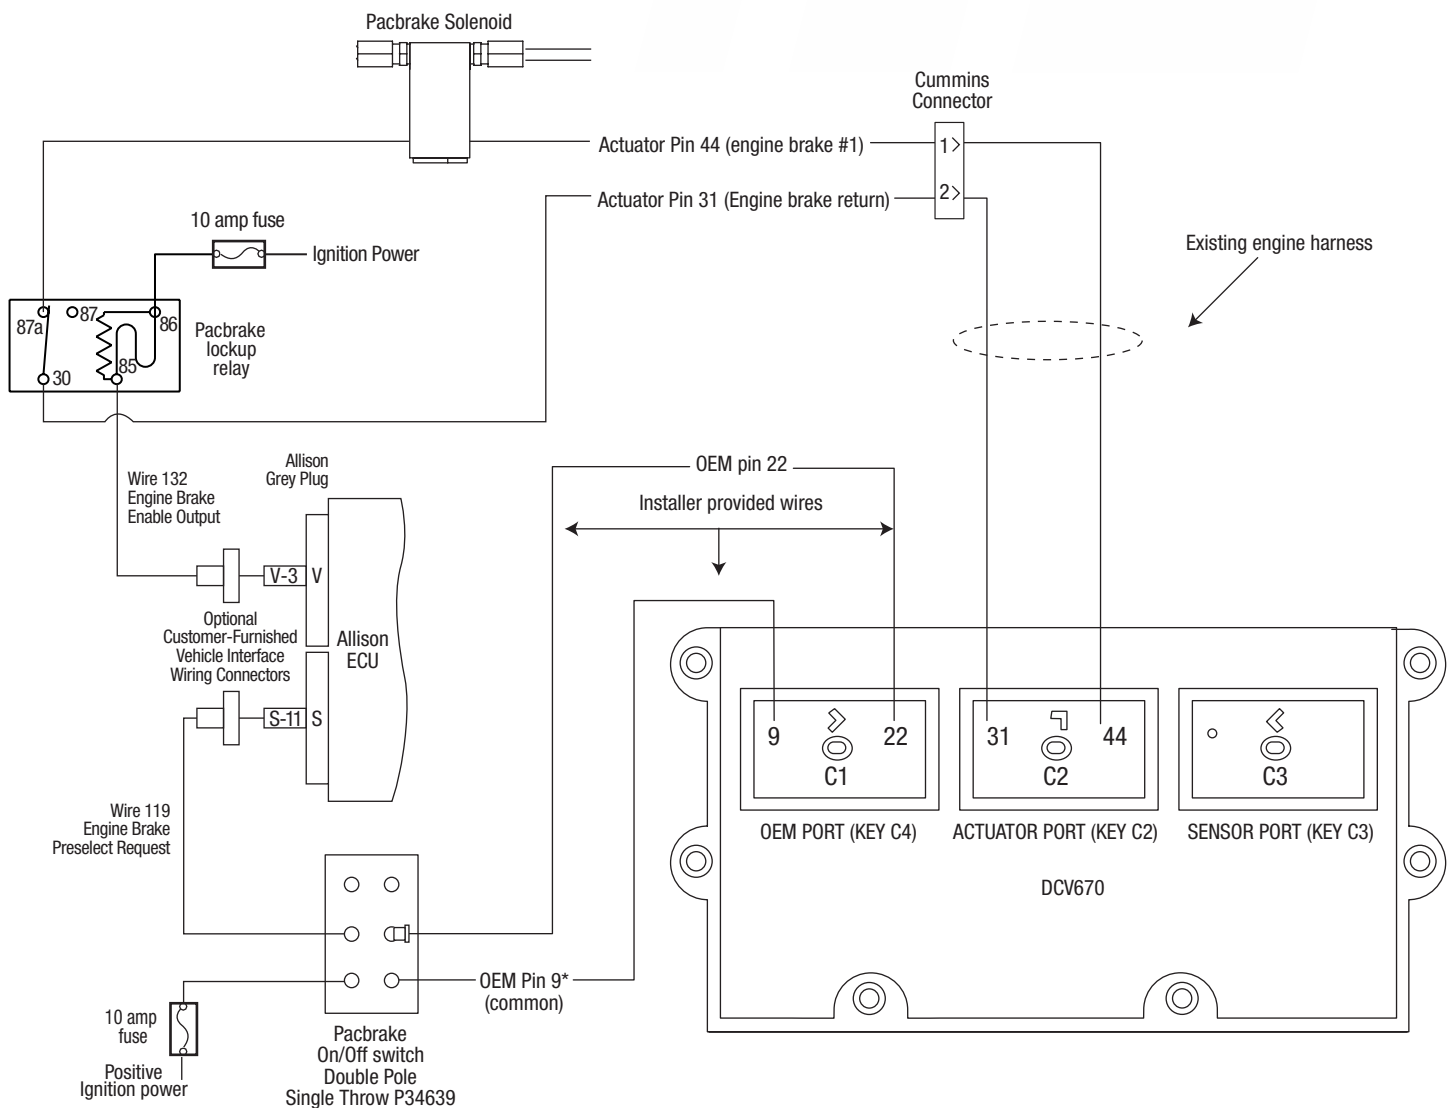 Pacbrake Solenoid
Cummins
Connector
Actuator Pin 44 (engine brake #1)
1
Actuator Pin 31 (Engine brake return)
2
10 amp fuse
Ignition Power
Existing engine harness
87a
87
86
85
30
Pacbrake
lockup
relay
Wire 132
Engine Brake
Enable Output
Allison
Grey Plug
OEM pin 22
Installer provided wires
V-3
V
Optional
Customer-Furnished
Vehicle Interface
Wiring Connectors
Allison
ECU
S-11
S
Wire 119
Engine Brake
Preselect Request
9
22
C1
OEM PORT (KEY C4)
31
44
C2
ACTUATOR PORT (KEY C2)
C3
SENSOR PORT (KEY C3)
DCV670
OEM Pin 9*
(common)
10 amp
fuse
Positive
Ignition power
Pacbrake
On/Off switch
Double Pole
Single Throw P34639